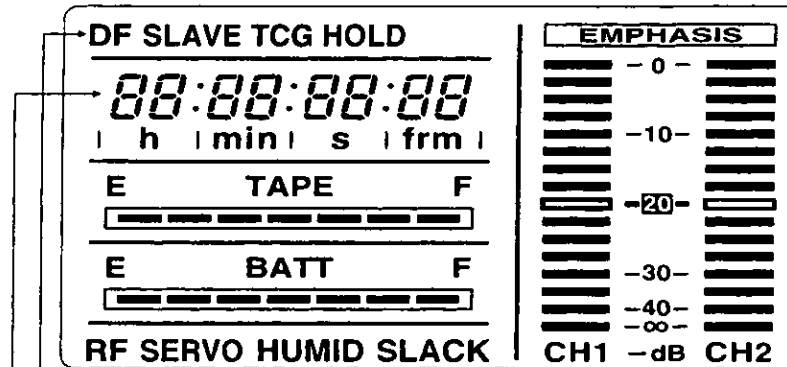 DF SLAVE TCG HOLD
88:88:88:88
h min s frm
E TAPE F
E BATT F
RF SERVO HUMID SLACK
EMPHASIS
0
-10-
-20-
-30-
-40-
-∞-
CH1 -dB CH2